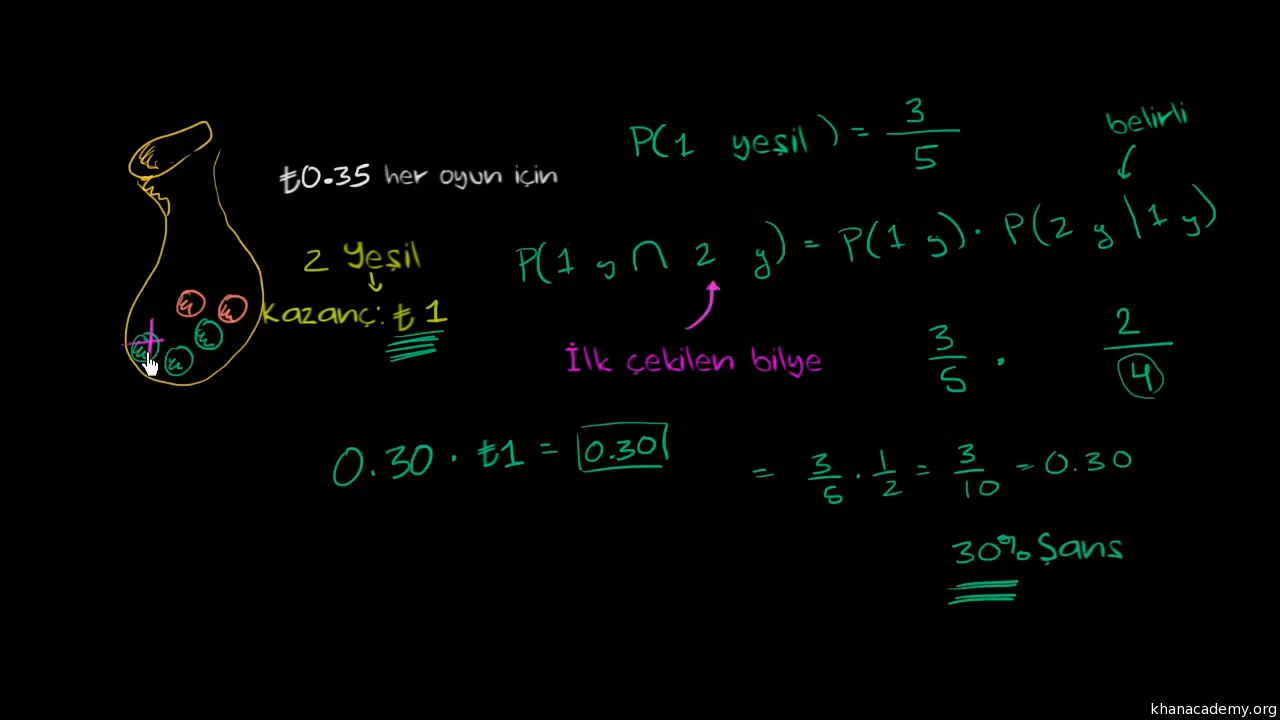 P(1 yeşil) = 3/5
belirli
₺0.35 her oyun için
P(1 y ∩ 2 y) = P(1 y) · P(2 y | 1 y)
2 Yeşil
Kazanç: ₺ 1
İlk çekilen bilye
3/5 · 2/4
0.30 · ₺1 = 0.30
= 3/5 · 1/2 = 3/10 = 0.30
30% Şans
khanacademy.org